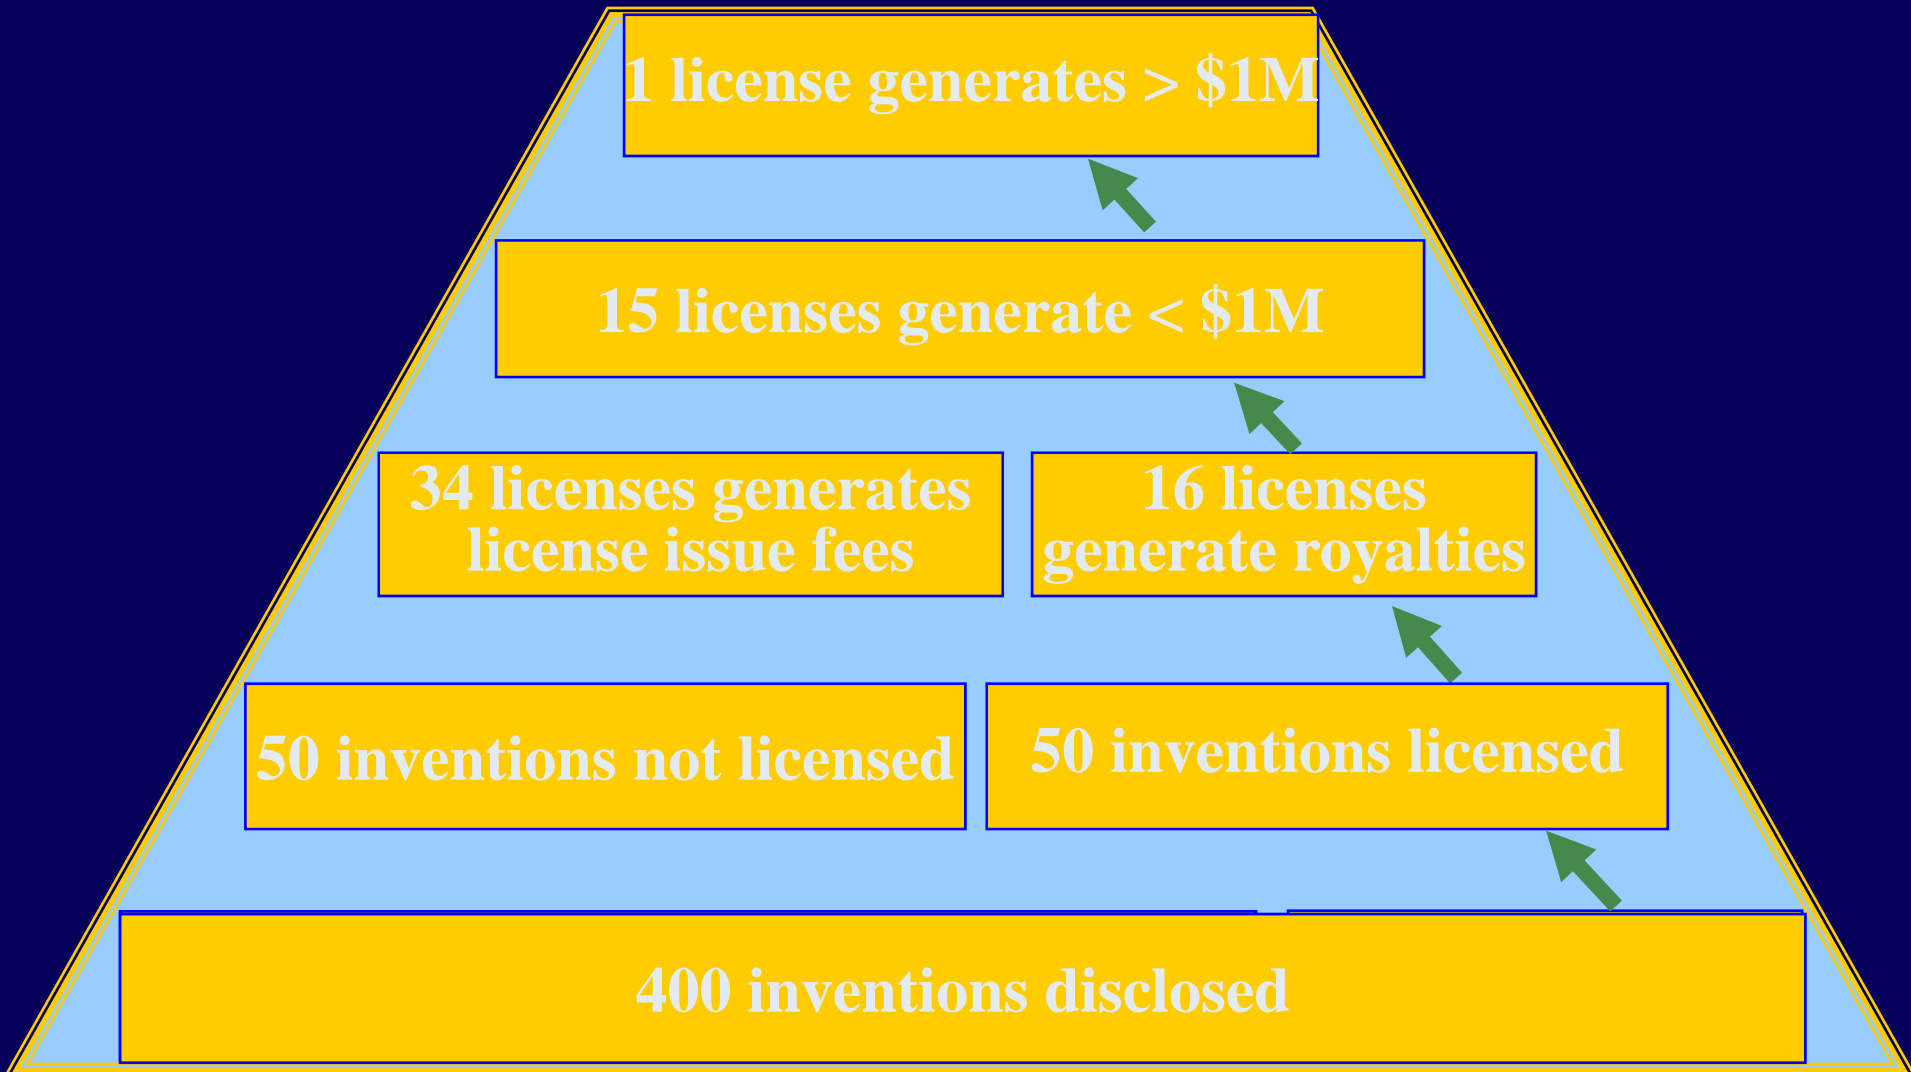 1 license generates > $1M
15 licenses generate < $1M
34 licenses generates
license issue fees
16 licenses
generate royalties
50 inventions not licensed
50 inventions licensed
400 inventions disclosed